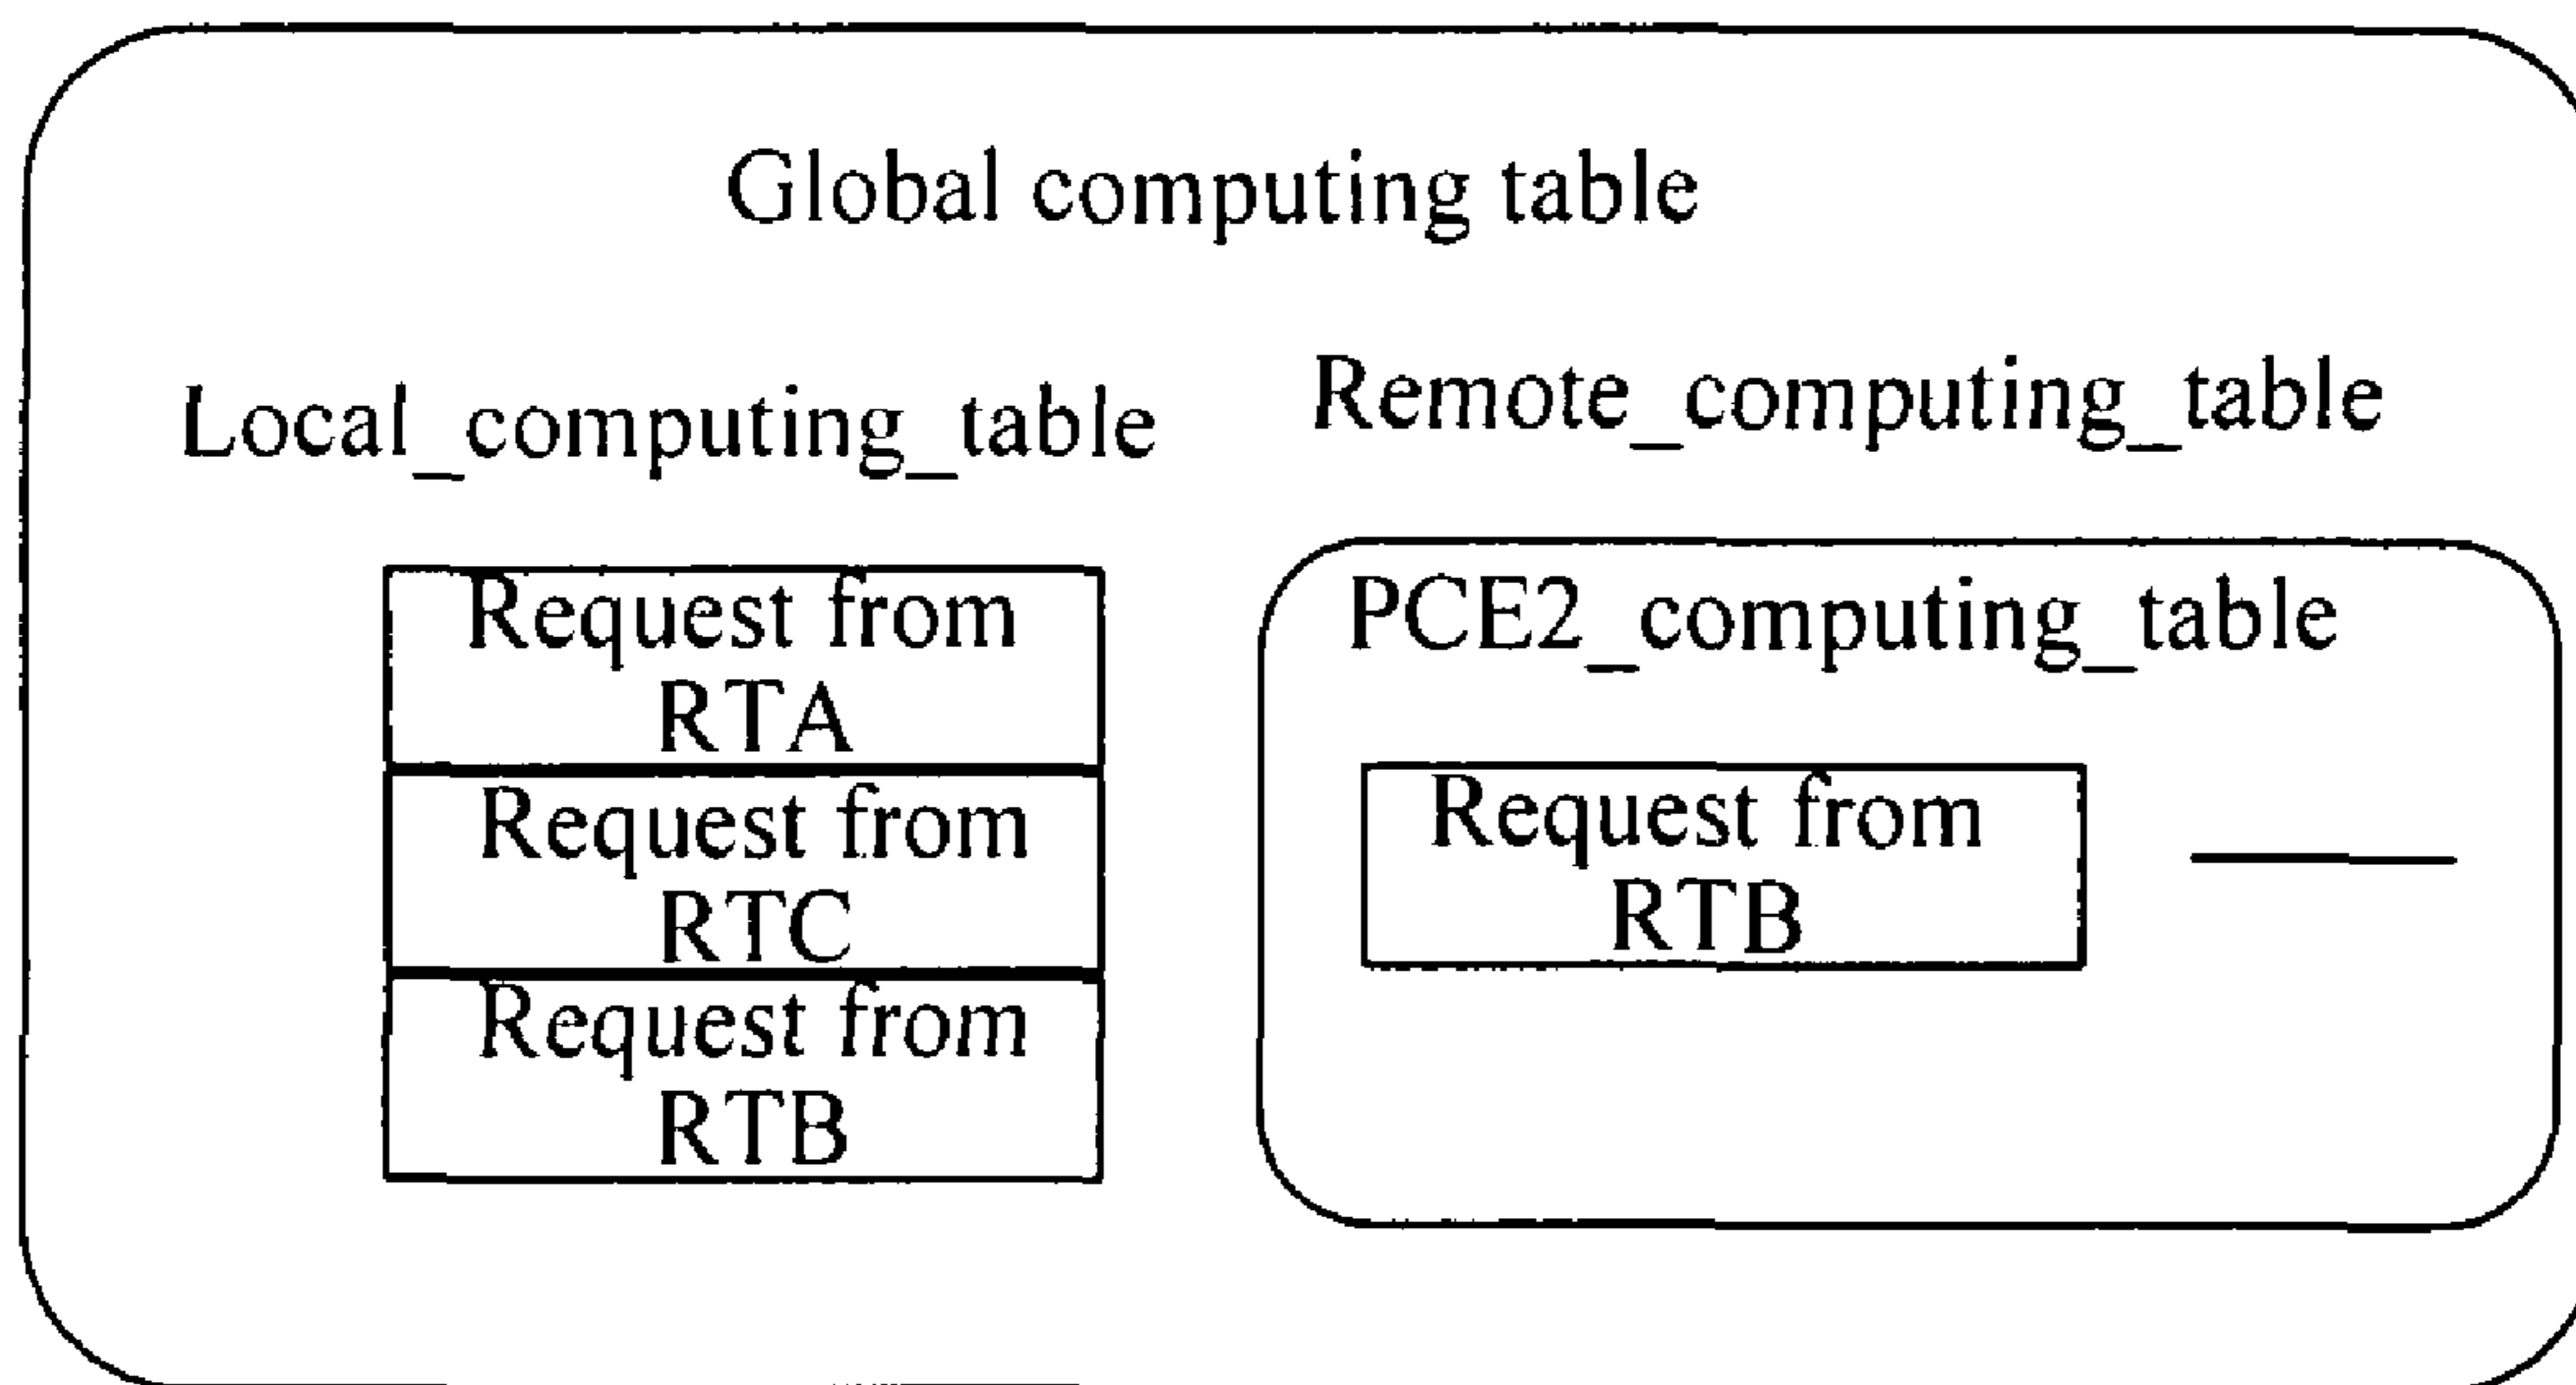 Global computing table
Local_computing_table
Request from
RTA
Request from
RTC
Request from
RTB
Remote_computing_table
PCE2_computing_table
Request from
RTB